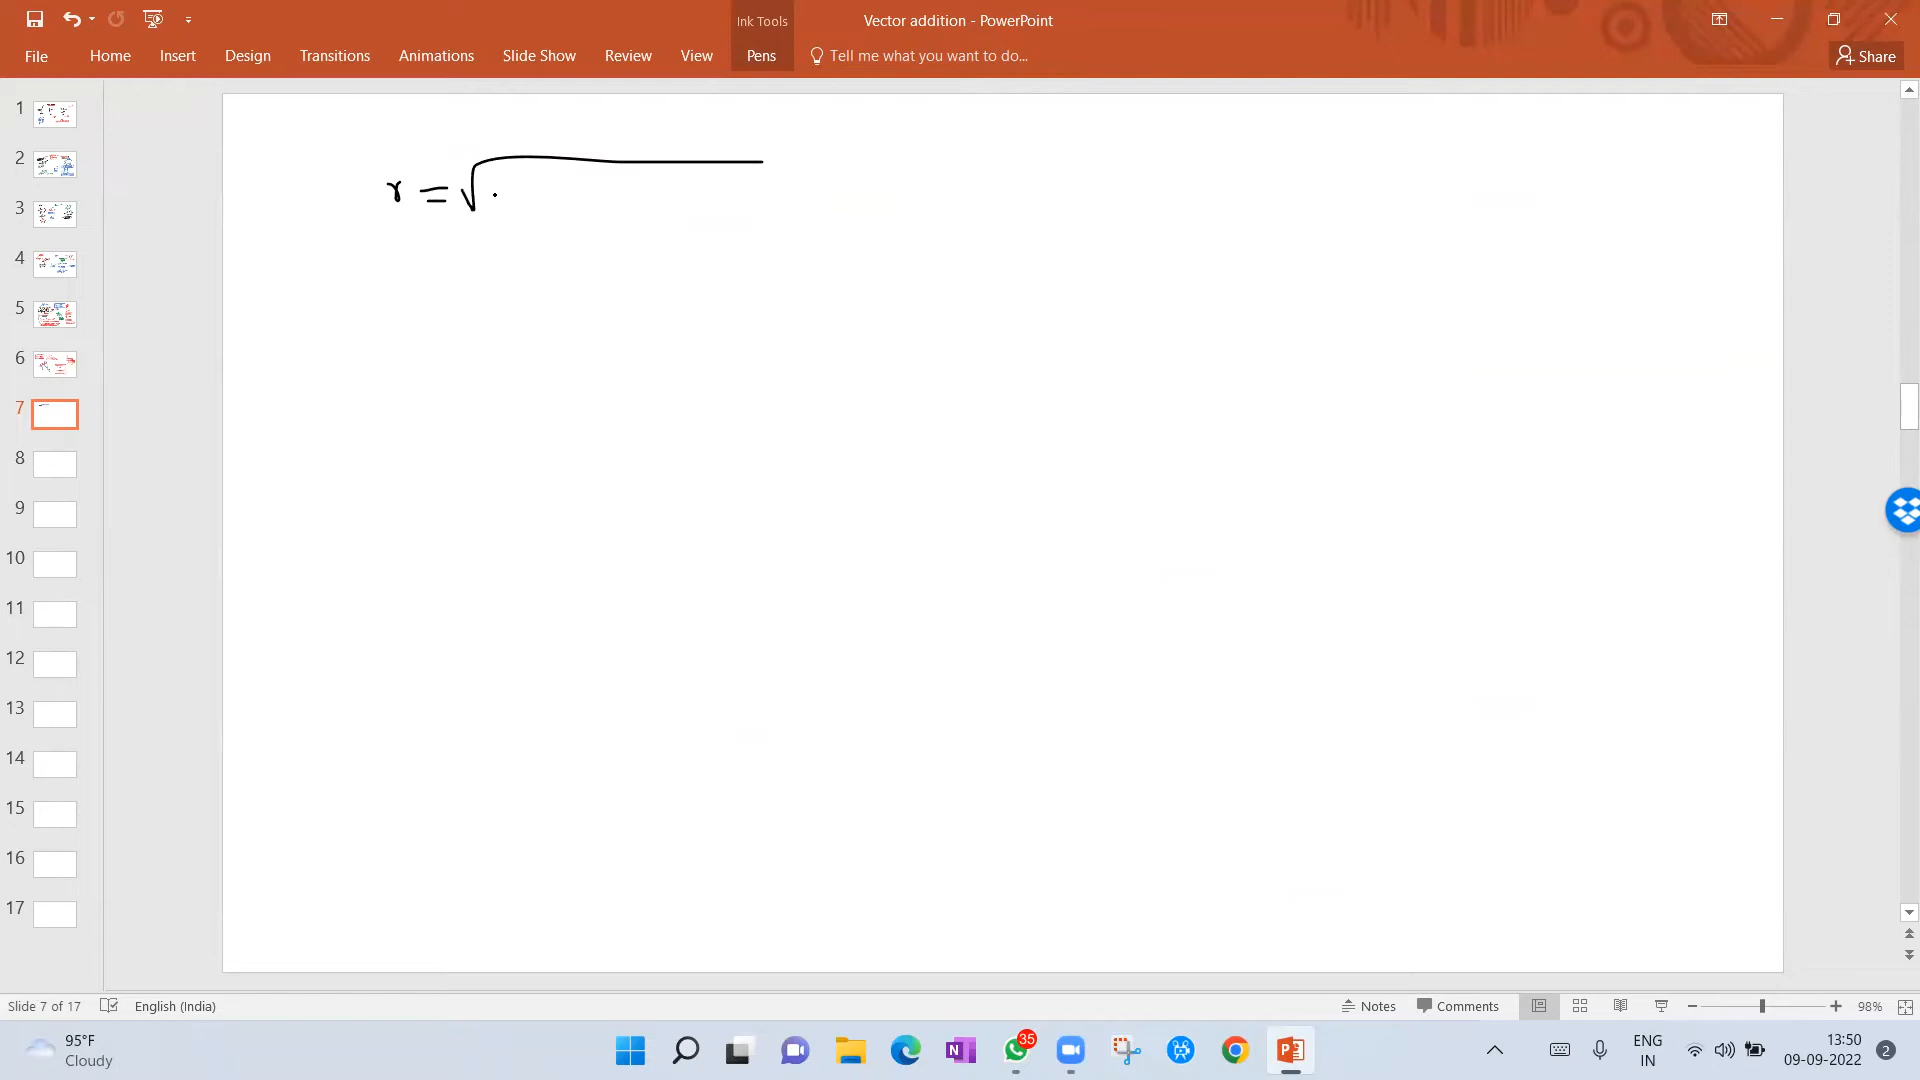 Ink Tools
Vector addition - PowerPoint
File Home Insert Design Transitions Animations Slide Show Review View Pens Tell me what you want to do... Share
1
2
3
4
5
6
7
8
9
10
11
12
13
14
15
16
17
r = √
Slide 7 of 17 English (India) Notes Comments 98%
95°F
Cloudy
35
ENG
IN
13:50
09-09-2022
2